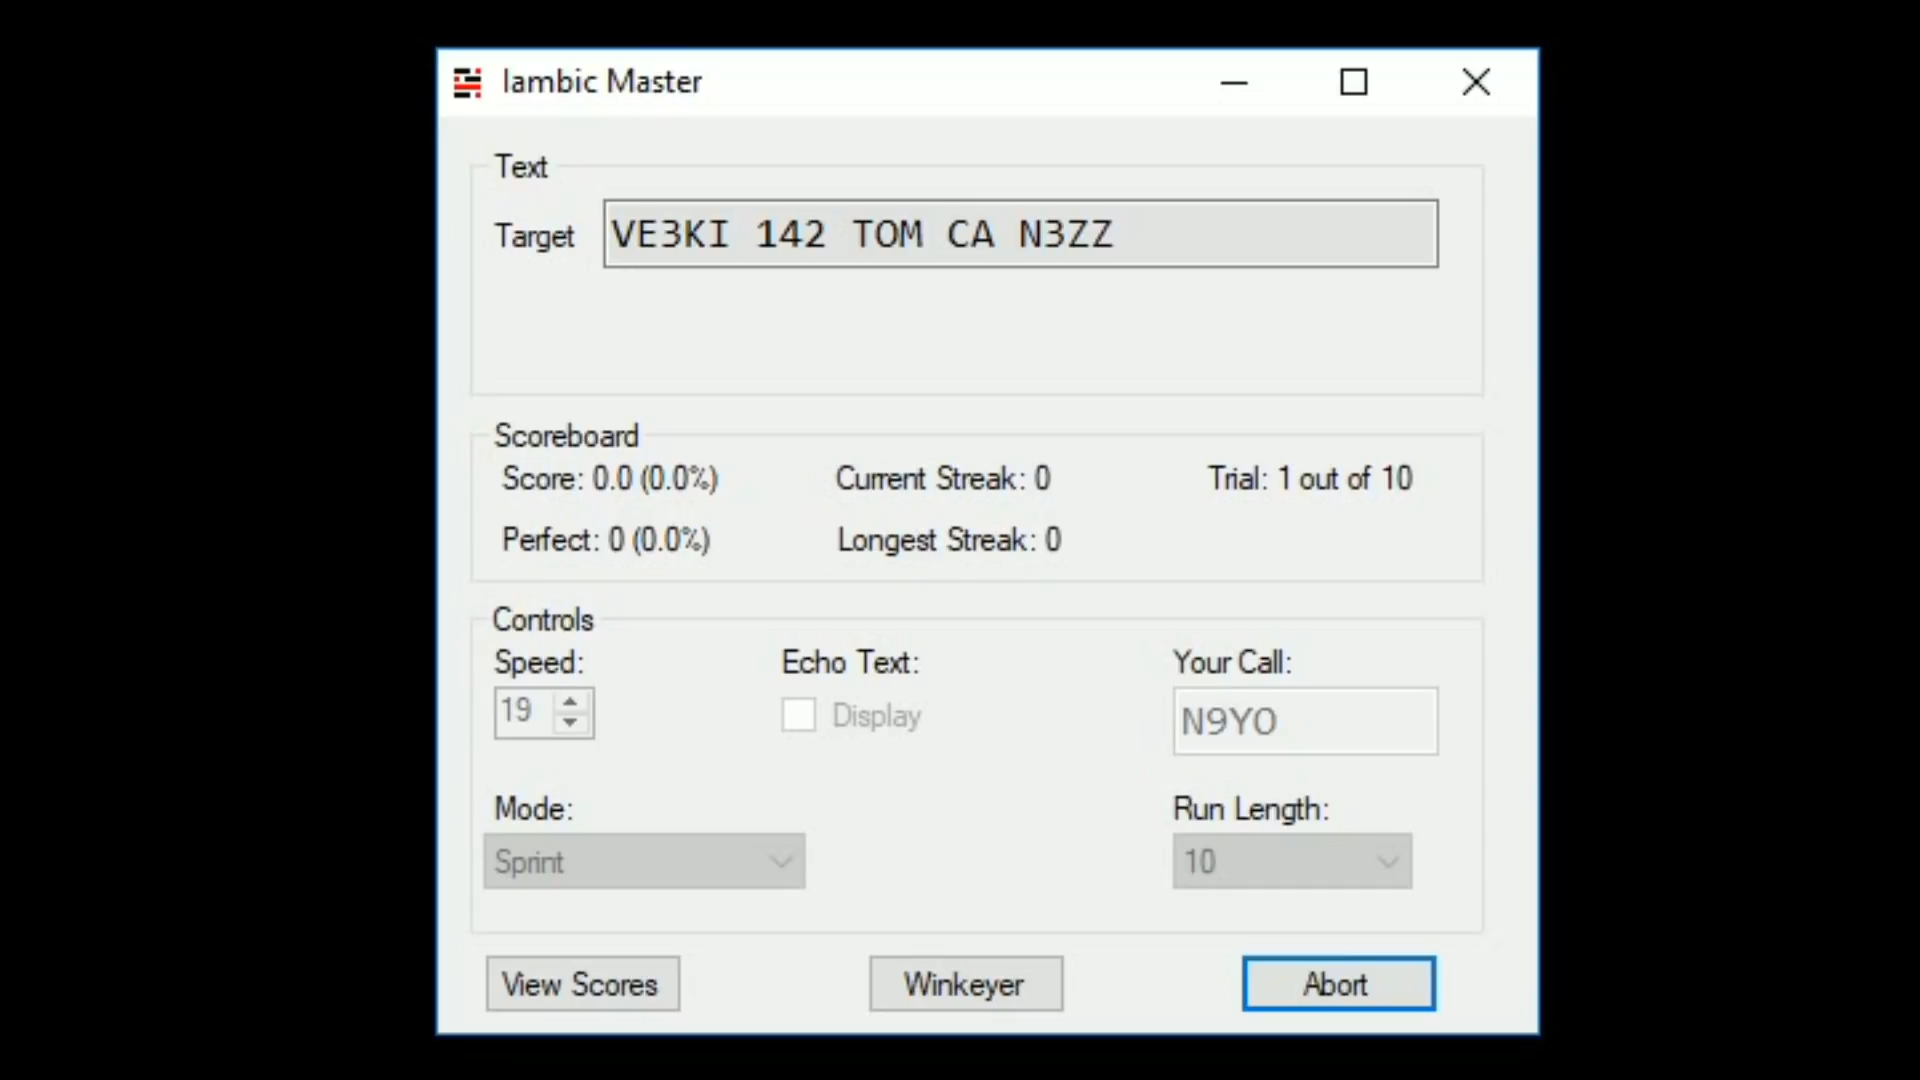 Iambic Master
Text
Target VE3KI 142 TOM CA N3ZZ
Scoreboard
Score: 0.0 (0.0%) Current Streak: 0 Trial: 1 out of 10
Perfect: 0 (0.0%) Longest Streak: 0
Controls
Speed: Echo Text: Your Call:
19 Display N9YO
Mode: Run Length:
Sprint 10
View Scores Winkeyer Abort